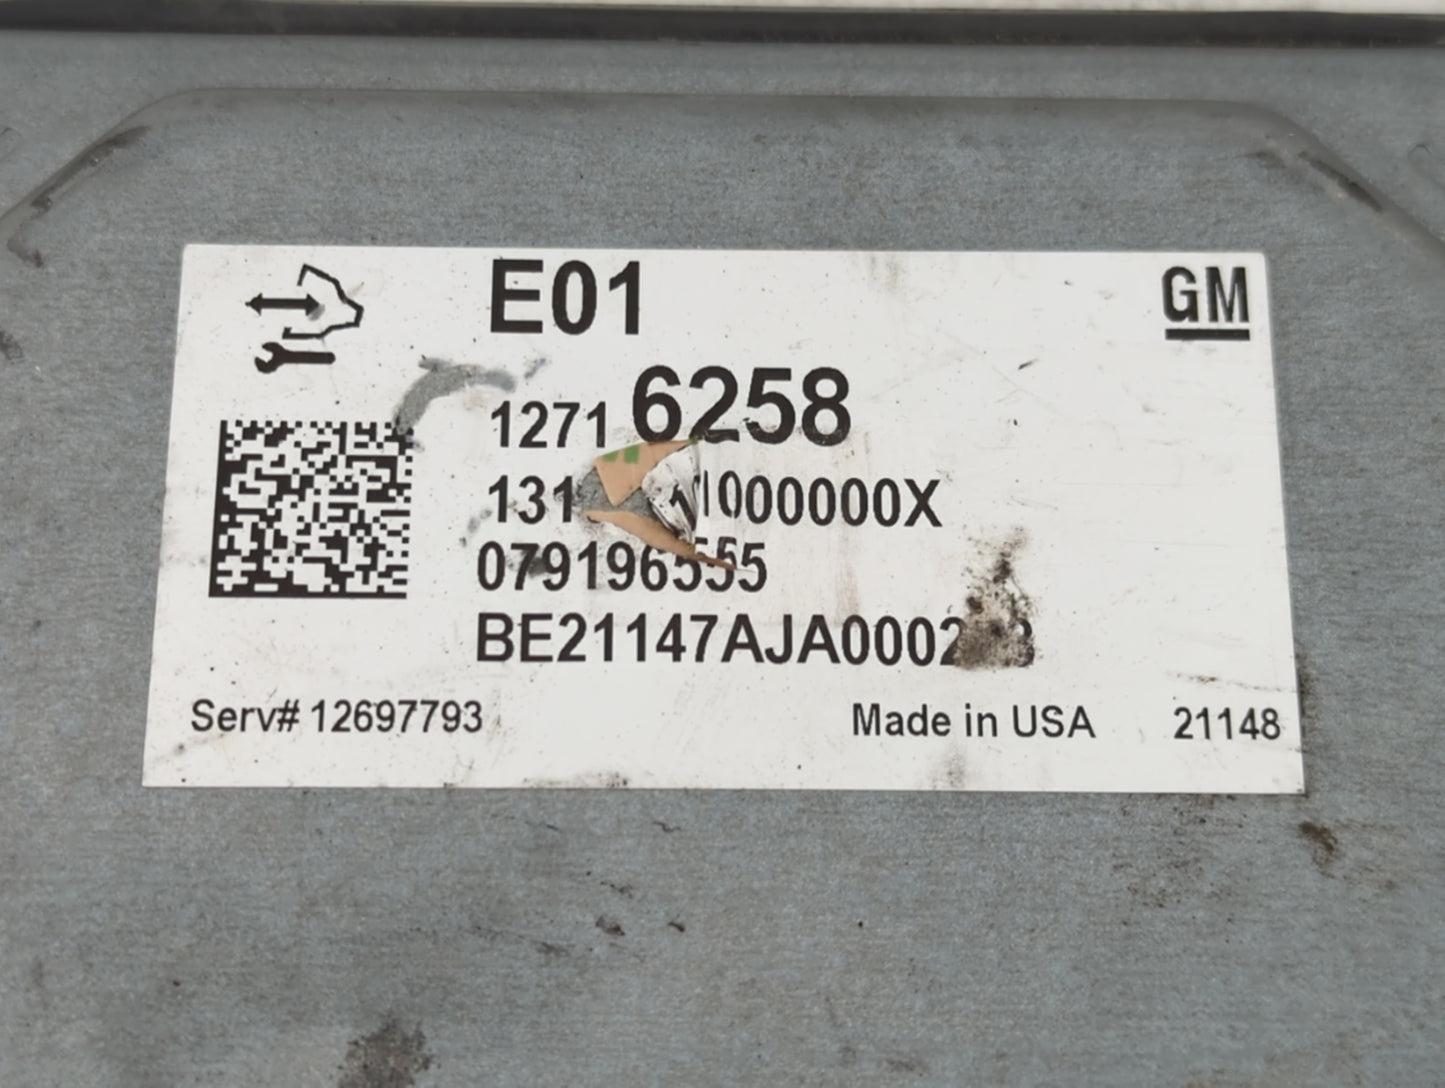 E01
GM
1271 6258
079196555
Serv# 12697793
Made in USA
21148